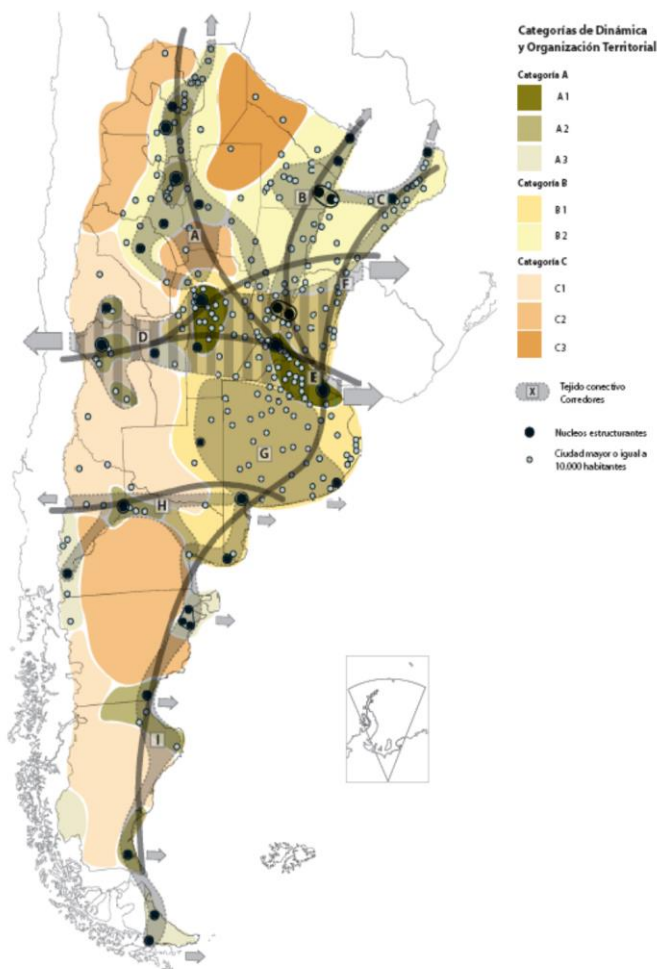 Categorías de Dinámica
y Organización Territorial
Categoría A
A 1
A 2
A 3
Categoría B
B 1
B 2
Categoría C
C1
C2
C3
X
Tejido conectivo
Corredores
Nucleos estructurantes
Ciudad mayor o igual a
10.000 habitantes
B
C
A
F
D
E
G
H
I